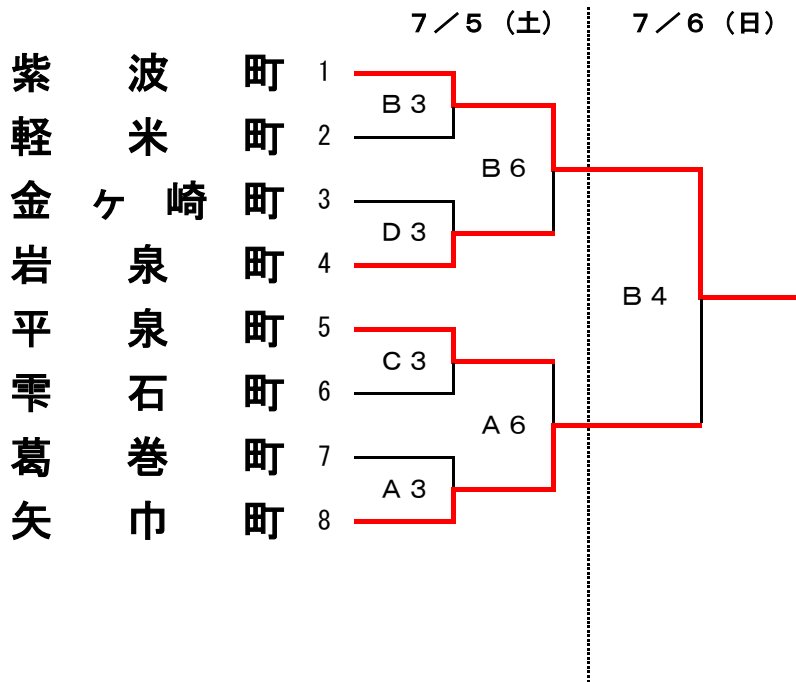 ７／５（土）　７／６（日）
紫波町 1
Ｂ３
軽米町 2
Ｂ６
金ヶ崎町 3
Ｄ３
岩泉町 4
Ｂ４
平泉町 5
Ｃ３
雫石町 6
Ａ６
葛巻町 7
Ａ３
矢巾町 8